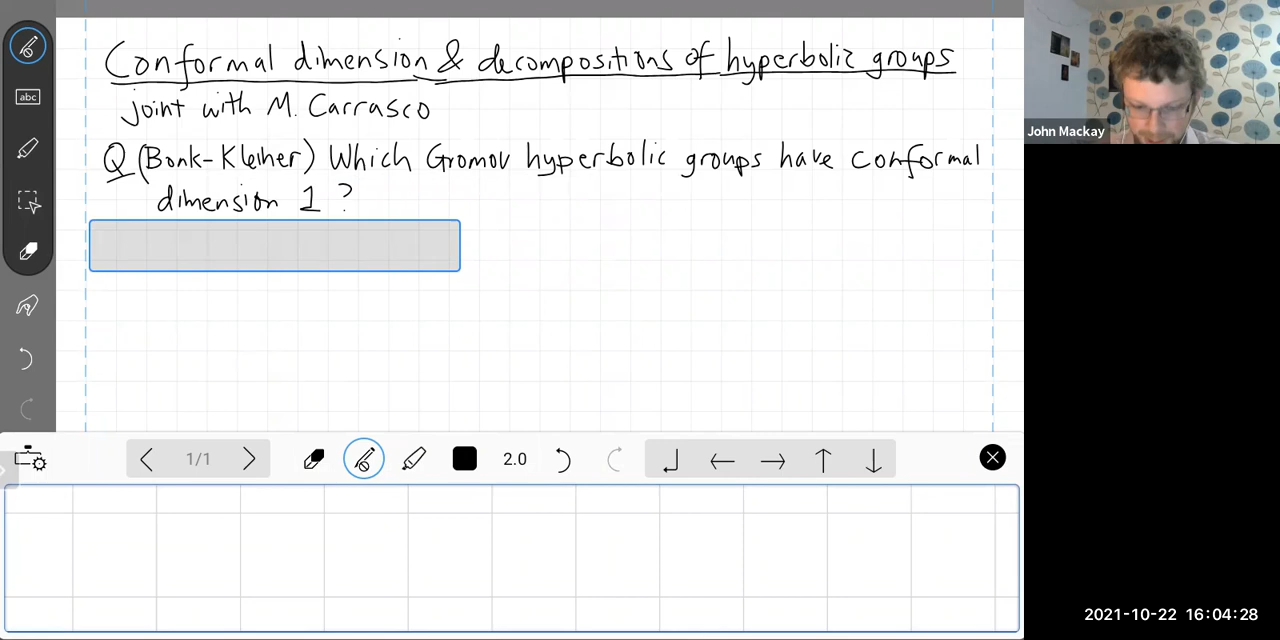 Conformal dimension & decompositions of hyperbolic groups
joint with M. Carrasco
Q (Bonk-Kleiner) Which Gromov hyperbolic groups have conformal
dimension 1 ?
abc
John Mackay
1/1
2.0
2021-10-22 16:04:28